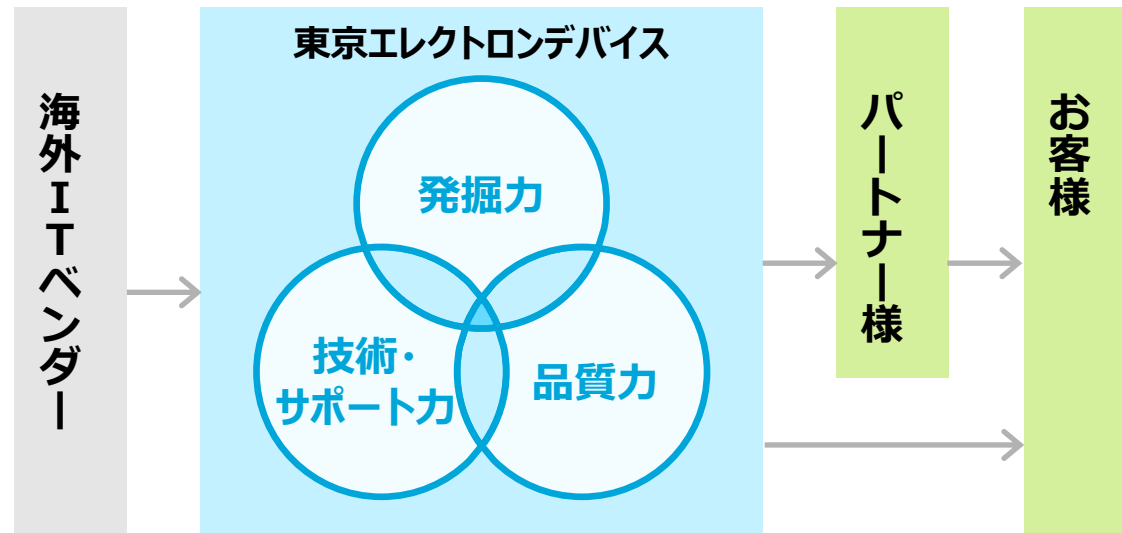 海外ITベンダー
東京エレクトロンデバイス
発掘力
技術・
サポート力
品質力
パートナー様
お客様